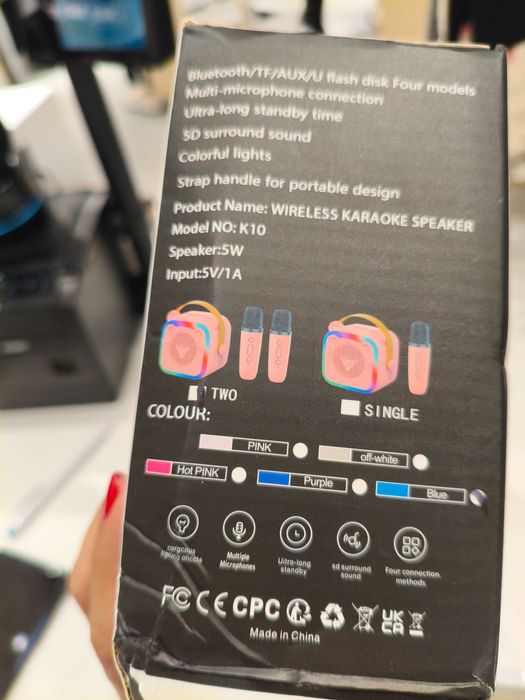 Bluetooth/TF/AUX/U flash disk Four models
Multi-microphone connection
Ultra-long standby time
5D surround sound
Colorful lights
Strap handle for portable design
Product Name: WIRELESS KARAOKE SPEAKER
Model NO: K10
Speaker:5W
Input:5V/1A
TWO
SINGLE
COLOUR:
PINK
off-white
Hot PINK
Purple
Blue
Multiple Microphones
Ultra-long standby
5d surround sound
Four connection methods
FC CE CPC UK CA
Made in China